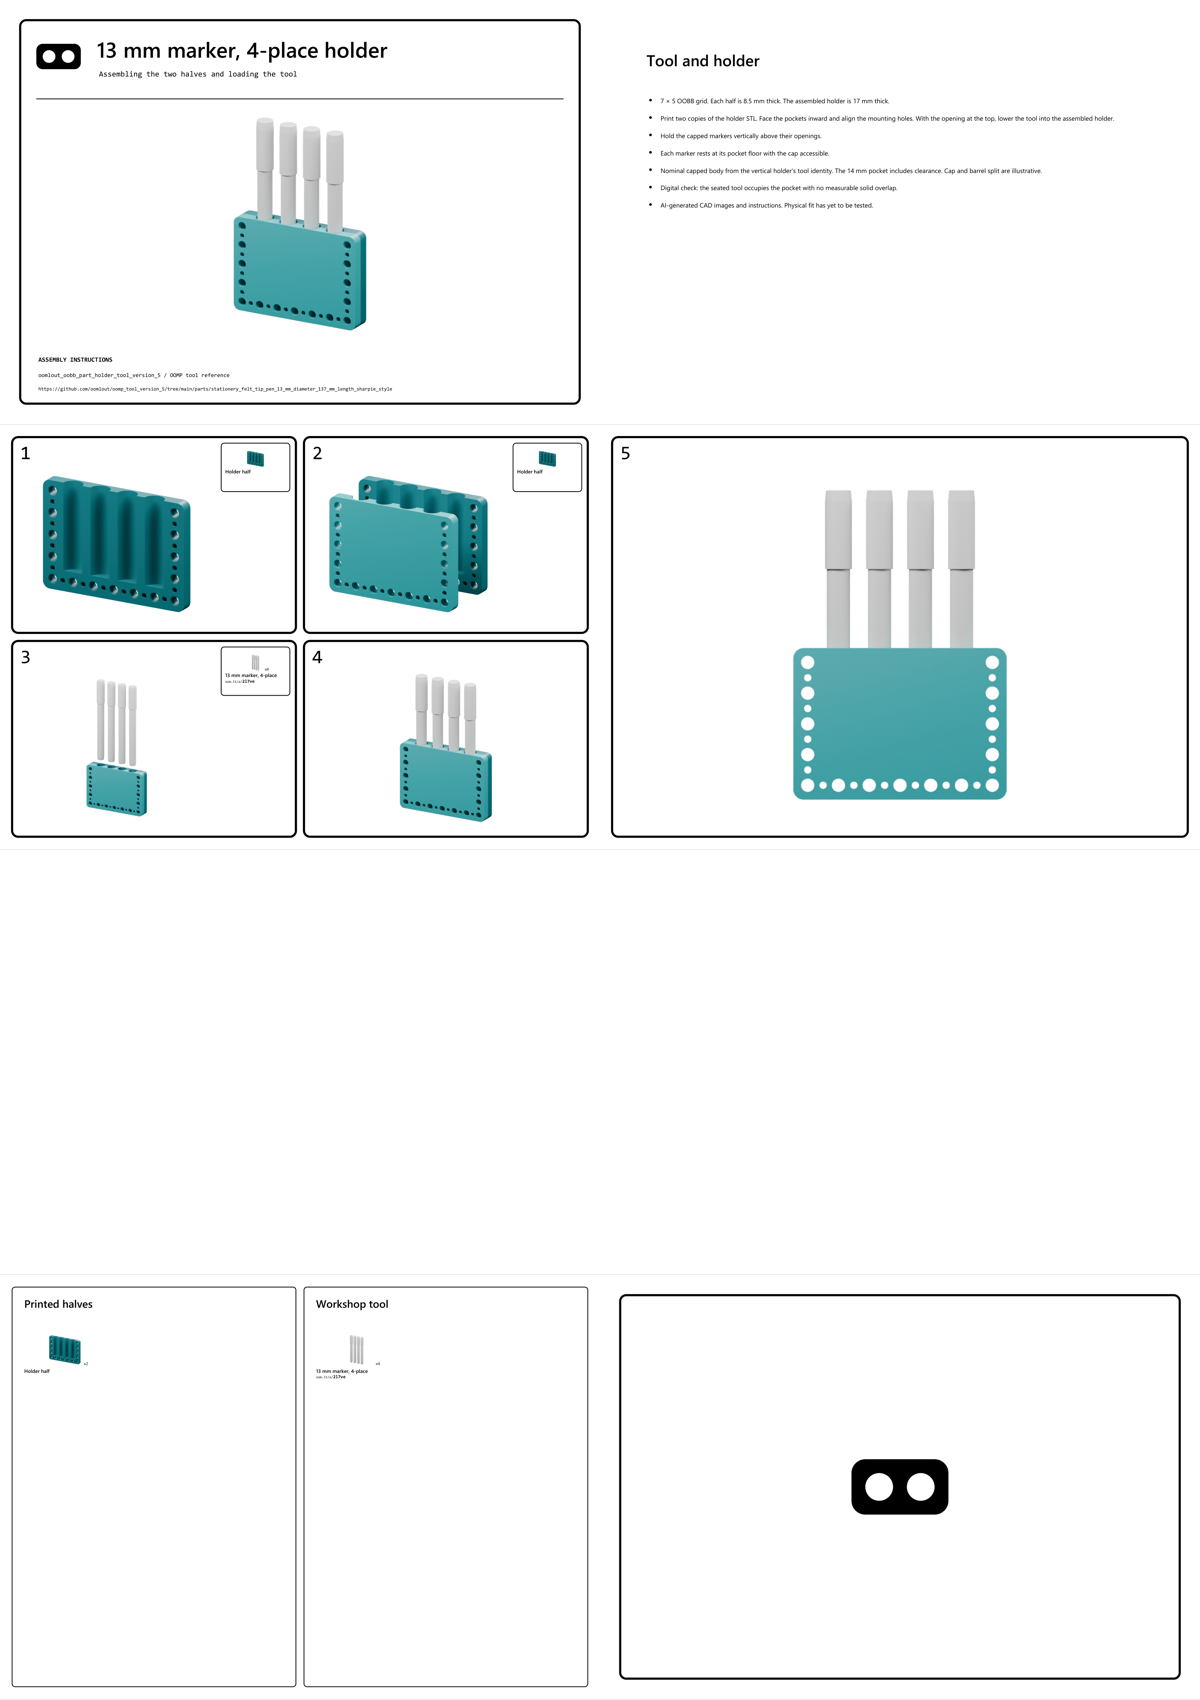 13 mm marker, 4-place holder
Assembling the two halves and loading the tool
ASSEMBLY INSTRUCTIONS
oomlout_oobb_part_holder_tool_version_5 / OOMP tool reference
https://github.com/oomlout/oomp_tool_version_5/tree/main/parts/stationery_felt_tip_pen_13_mm_diameter_137_mm_length_sharpie_style
Tool and holder
• 7 × 5 OOBB grid. Each half is 8.5 mm thick. The assembled holder is 17 mm thick.
• Print two copies of the holder STL. Face the pockets inward and align the mounting holes. With the opening at the top, lower the tool into the assembled holder.
• Hold the capped markers vertically above their openings.
• Each marker rests at its pocket floor with the cap accessible.
• Nominal capped body from the vertical holder's tool identity. The 14 mm pocket includes clearance. Cap and barrel split are illustrative.
• Digital check: the seated tool occupies the pocket with no measurable solid overlap.
• AI-generated CAD images and instructions. Physical fit has yet to be tested.
1
Holder half
2
Holder half
3
x4
13 mm marker, 4-place
oom.lt/o/217ve
4
5
Printed halves
x2
Holder half
Workshop tool
x4
13 mm marker, 4-place
oom.lt/o/217ve